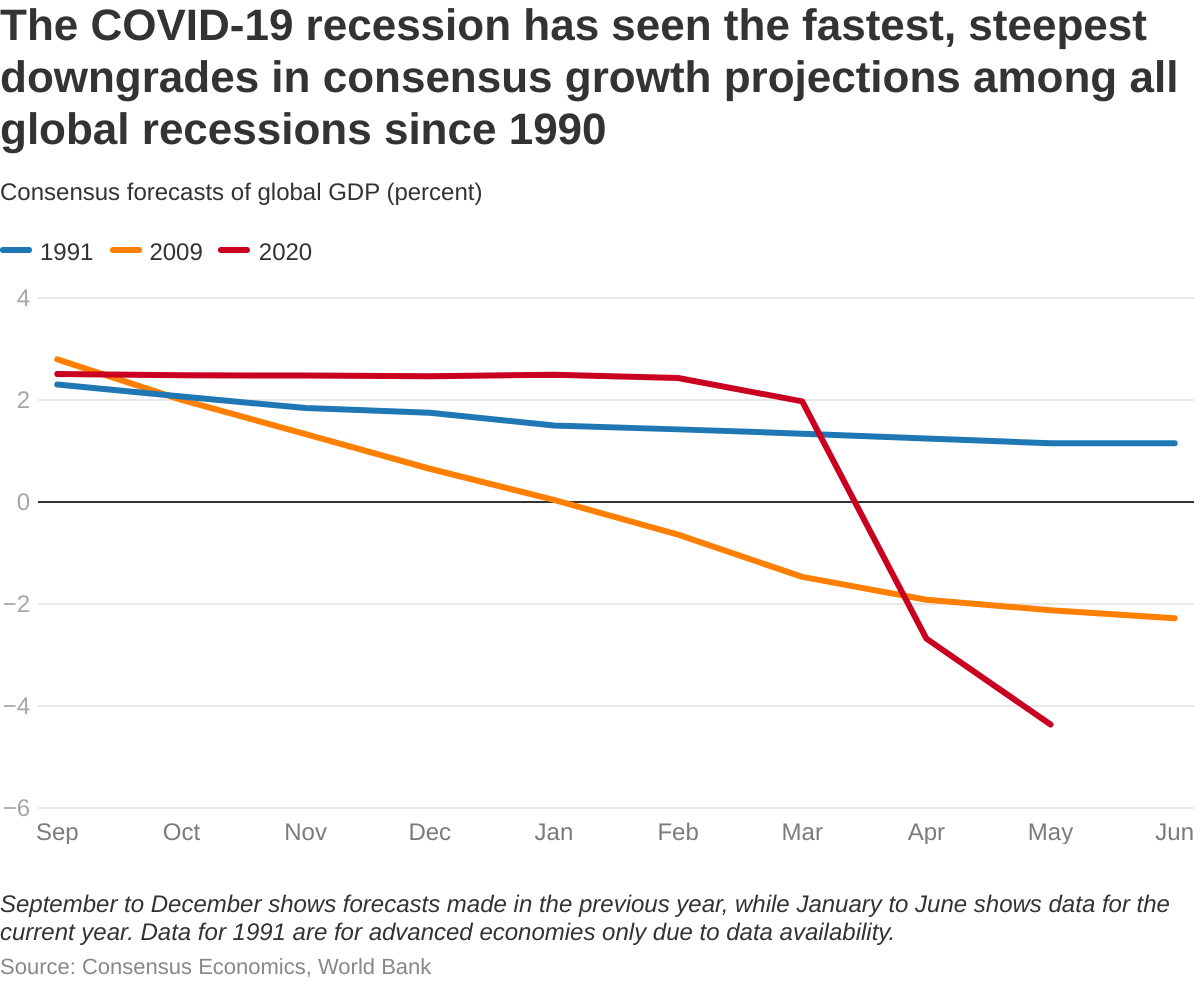 The COVID-19 recession has seen the fastest, steepest
downgrades in consensus growth projections among all
global recessions since 1990
Consensus forecasts of global GDP (percent)
1991 2009 2020
4
2
0
−2
−4
−6
Sep Oct Nov Dec Jan Feb Mar Apr May Jun
September to December shows forecasts made in the previous year, while January to June shows data for the
current year. Data for 1991 are for advanced economies only due to data availability.
Source: Consensus Economics, World Bank